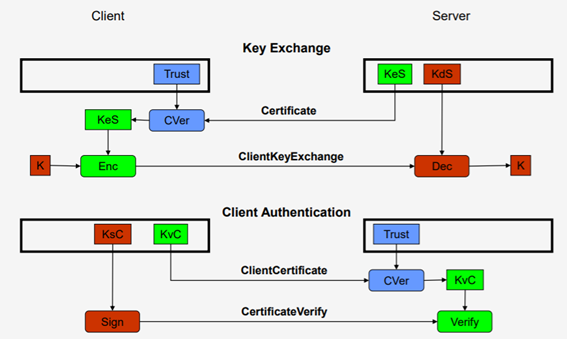 Client
Server
Key Exchange
Trust
KeS
KdS
Certificate
KeS
CVer
ClientKeyExchange
K
Enc
Dec
K
Client Authentication
KsC
KvC
Trust
ClientCertificate
CVer
KvC
CertificateVerify
Sign
Verify